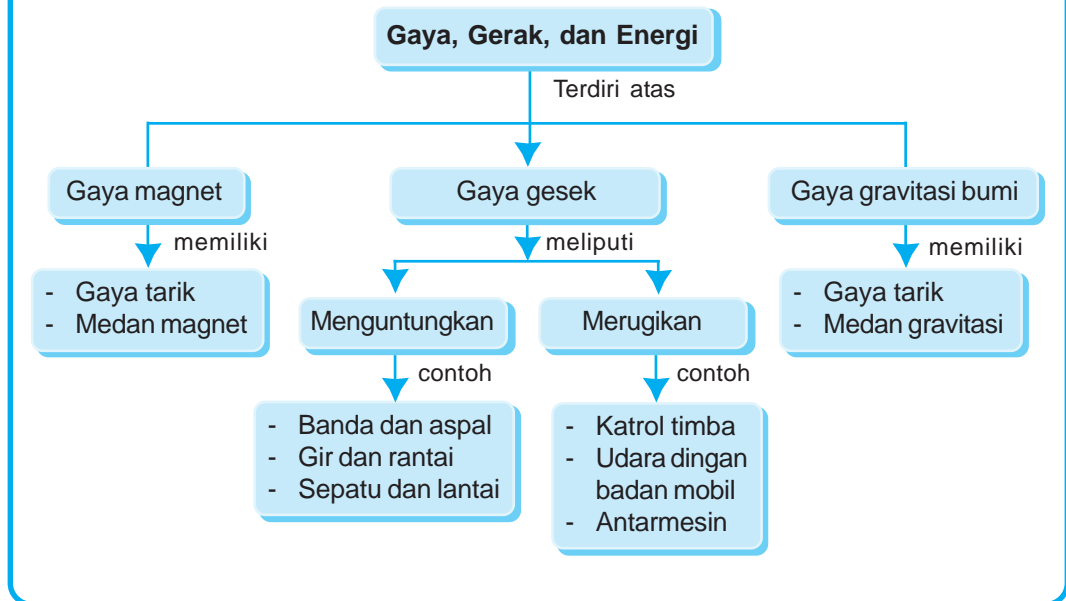 Gaya, Gerak, dan Energi
Terdiri atas
Gaya magnet
Gaya gesek
Gaya gravitasi bumi
memiliki
meliputi
memiliki
- Gaya tarik
- Medan magnet
Menguntungkan
Merugikan
- Gaya tarik
- Medan gravitasi
contoh
contoh
- Banda dan aspal
- Gir dan rantai
- Sepatu dan lantai
- Katrol timba
- Udara dingan
badan mobil
- Antarmesin